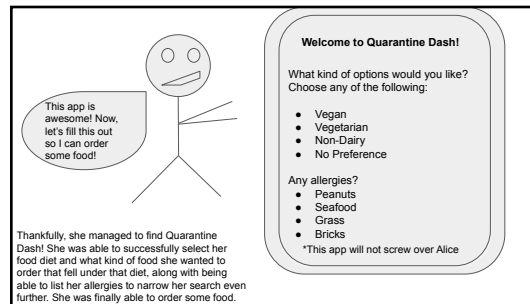 This app is
awesome! Now,
let's fill this out
so I can order
some food!
Thankfully, she managed to find Quarantine
Dash! She was able to successfully select her
food diet and what kind of food she wanted to
order that fell under that diet, along with being
able to list her allergies to narrow her search even
further. She was finally able to order some food.
Welcome to Quarantine Dash!
What kind of options would you like?
Choose any of the following:
● Vegan
● Vegetarian
● Non-Dairy
● No Preference
Any allergies?
● Peanuts
● Seafood
● Grass
● Bricks
*This app will not screw over Alice